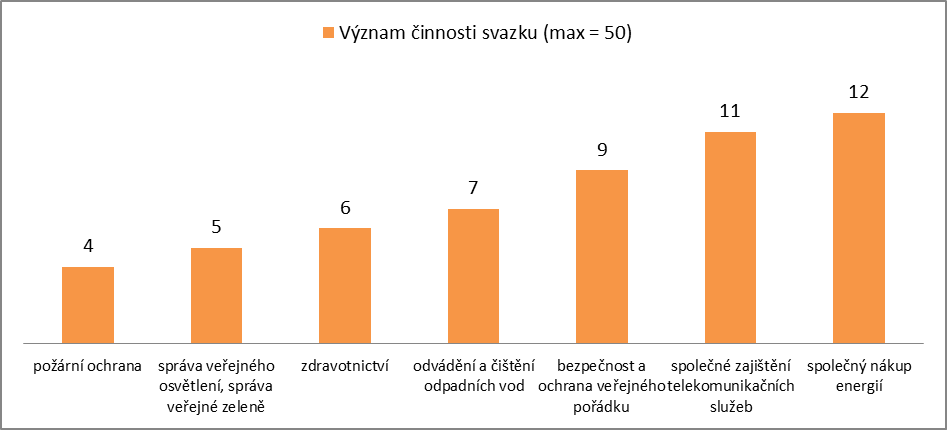 Význam činnosti svazku (max = 50)
4
5
6
7
9
11
12
požární ochrana
správa veřejného
osvětlení, správa
veřejné zeleně
zdravotnictví
odvádění a čištění
odpadních vod
bezpečnost a
ochrana veřejného
pořádku
společné zajištění
telekomunikačních
služeb
společný nákup
energií